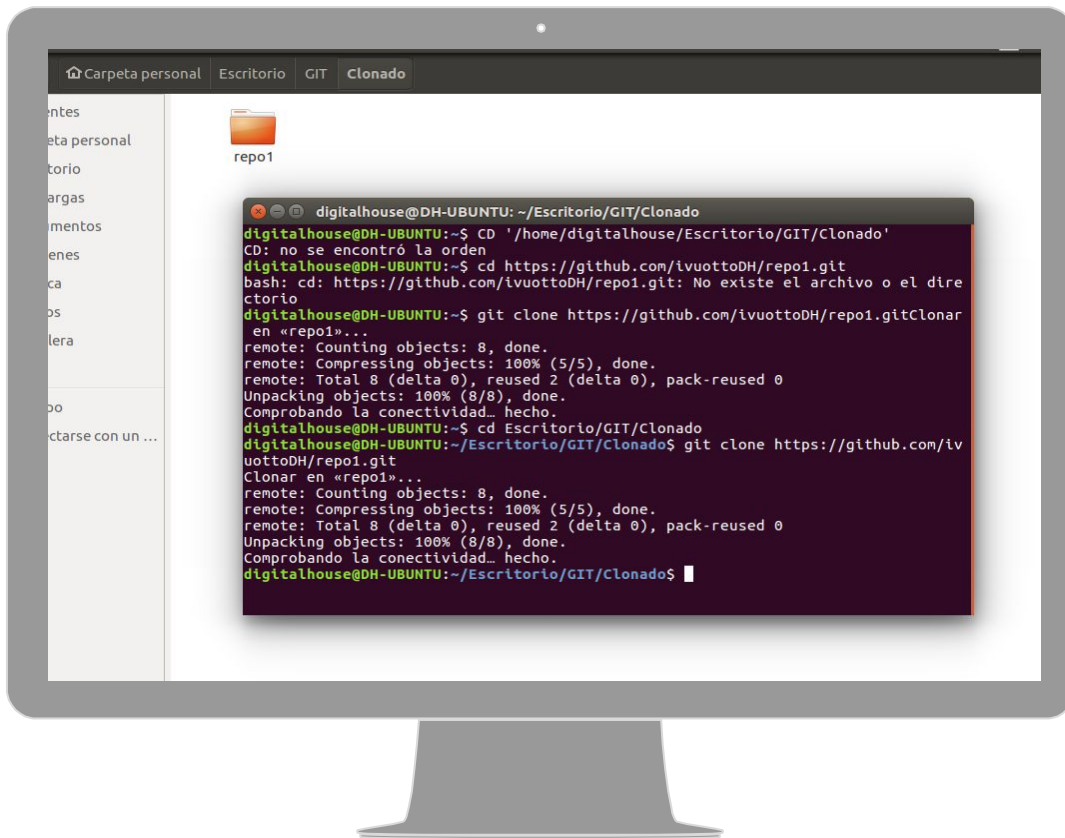 Carpeta personal Escritorio GIT Clonado
entes
eta personal
torio
argas
umentos
enes
ca
os
lera
po
ctarse con un ...
repo1
digitalhouse@DH-UBUNTU: ~/Escritorio/GIT/Clonado
digitalhouse@DH-UBUNTU:~$ CD '/home/digitalhouse/Escritorio/GIT/Clonado'
CD: no se encontró la orden
digitalhouse@DH-UBUNTU:~$ cd https://github.com/ivuottoDH/repo1.git
bash: cd: https://github.com/ivuottoDH/repo1.git: No existe el archivo o el dire
ctorio
digitalhouse@DH-UBUNTU:~$ git clone https://github.com/ivuottoDH/repo1.gitClonar
en «repo1»...
remote: Counting objects: 8, done.
remote: Compressing objects: 100% (5/5), done.
remote: Total 8 (delta 0), reused 2 (delta 0), pack-reused 0
Unpacking objects: 100% (8/8), done.
Comprobando la conectividad… hecho.
digitalhouse@DH-UBUNTU:~$ cd Escritorio/GIT/Clonado
digitalhouse@DH-UBUNTU:~/Escritorio/GIT/Clonado$ git clone https://github.com/iv
uottoDH/repo1.git
Clonar en «repo1»...
remote: Counting objects: 8, done.
remote: Compressing objects: 100% (5/5), done.
remote: Total 8 (delta 0), reused 2 (delta 0), pack-reused 0
Unpacking objects: 100% (8/8), done.
Comprobando la conectividad… hecho.
digitalhouse@DH-UBUNTU:~/Escritorio/GIT/Clonado$